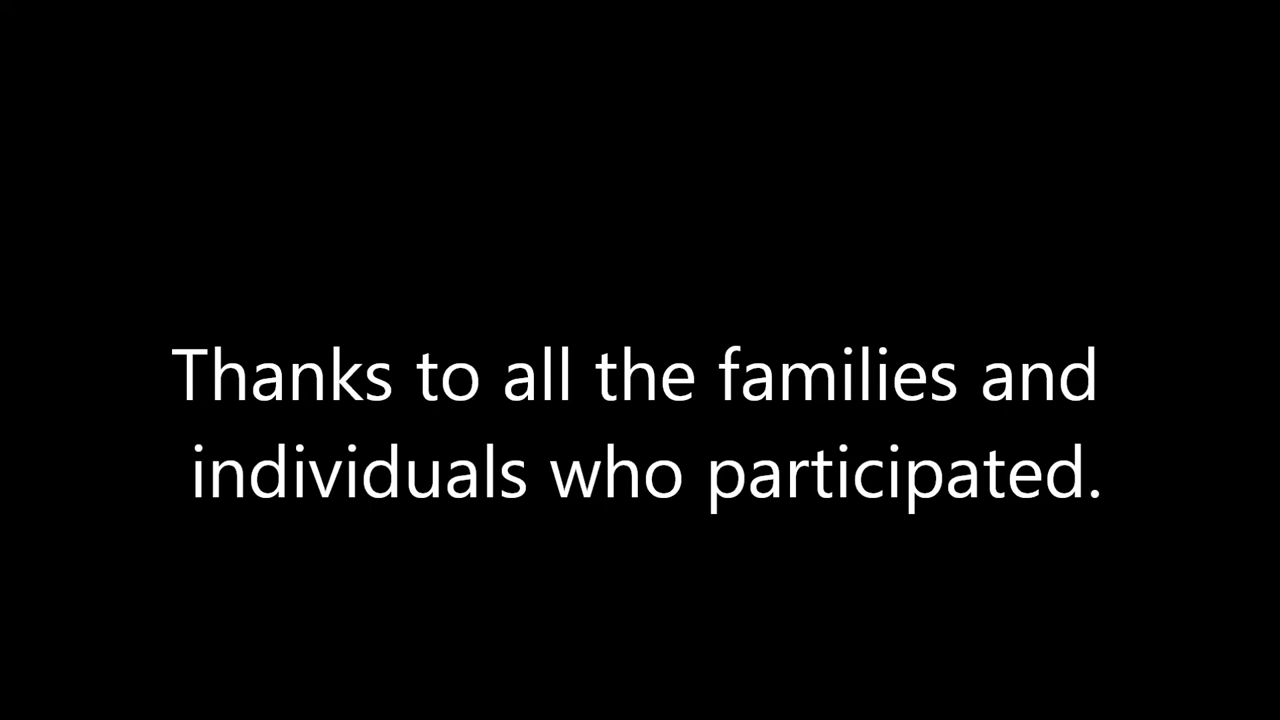 Thanks to all the families and
individuals who participated.